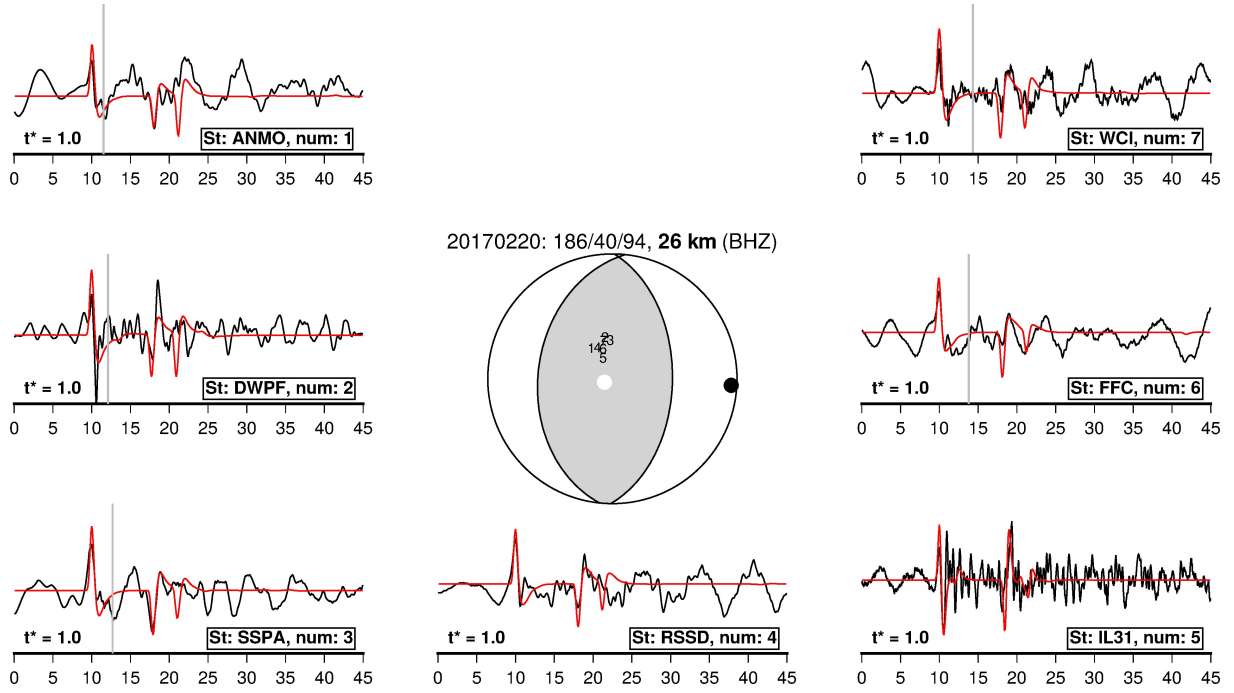 t* = 1.0
St: ANMO, num: 1
0 5 10 15 20 25 30 35 40 45
t* = 1.0
St: WCI, num: 7
0 5 10 15 20 25 30 35 40 45
20170220: 186/40/94, 26 km (BHZ)
t* = 1.0
St: DWPF, num: 2
0 5 10 15 20 25 30 35 40 45
t* = 1.0
St: FFC, num: 6
0 5 10 15 20 25 30 35 40 45
t* = 1.0
St: SSPA, num: 3
0 5 10 15 20 25 30 35 40 45
t* = 1.0
St: RSSD, num: 4
0 5 10 15 20 25 30 35 40 45
t* = 1.0
St: IL31, num: 5
0 5 10 15 20 25 30 35 40 45